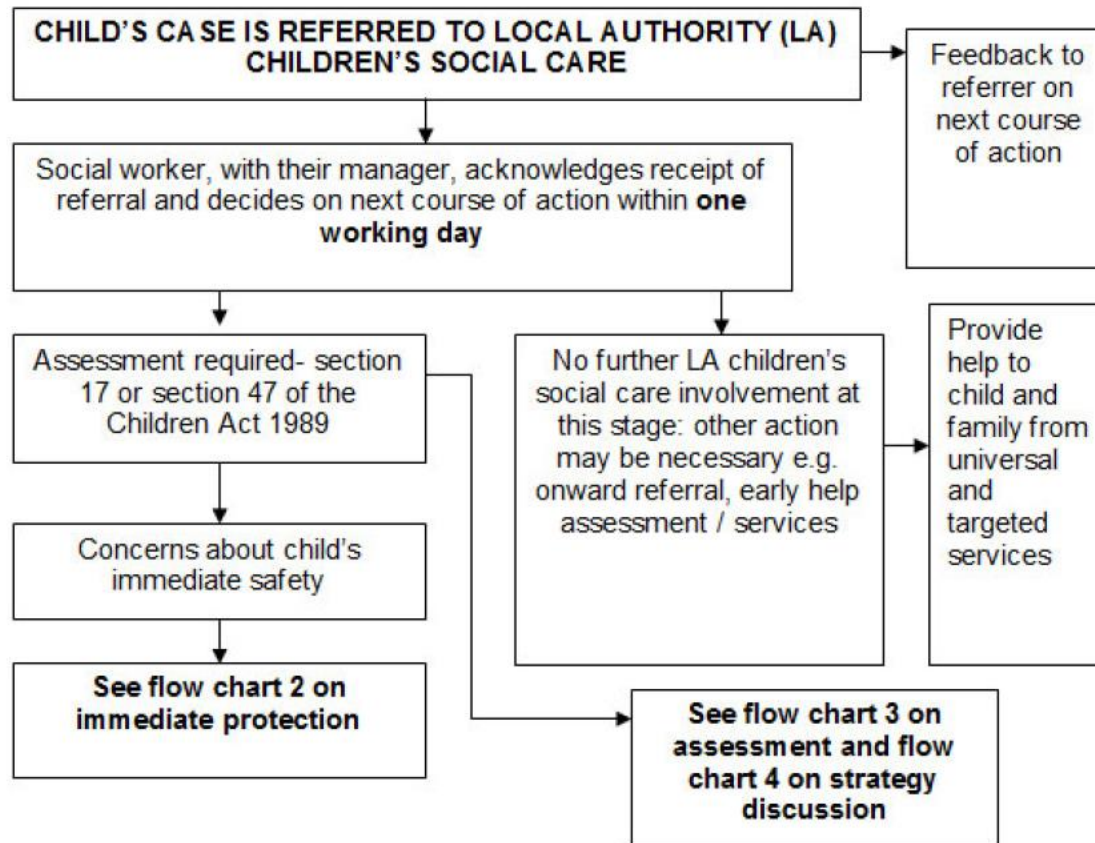 CHILD’S CASE IS REFERRED TO LOCAL AUTHORITY (LA)
CHILDREN’S SOCIAL CARE
Feedback to
referrer on
next course
of action
Social worker, with their manager, acknowledges receipt of
referral and decides on next course of action within one
working day
Assessment required- section
17 or section 47 of the
Children Act 1989
No further LA children’s
social care involvement at
this stage: other action
may be necessary e.g.
onward referral, early help
assessment / services
Provide
help to
child and
family from
universal
and
targeted
services
Concerns about child’s
immediate safety
See flow chart 2 on
immediate protection
See flow chart 3 on
assessment and flow
chart 4 on strategy
discussion